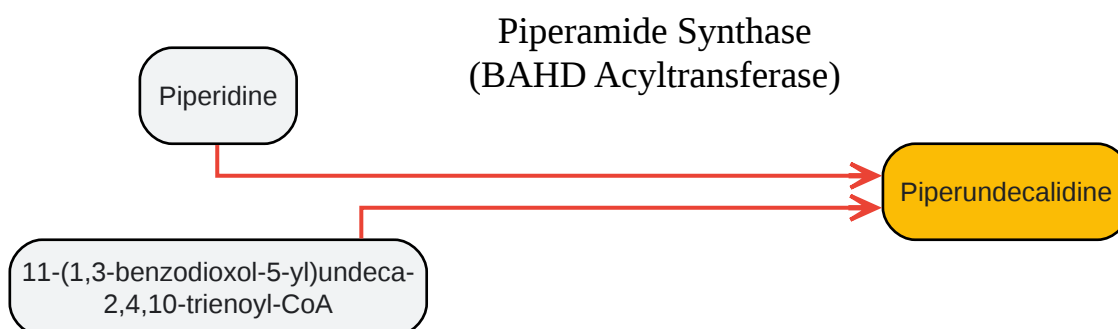 Piperamide Synthase
(BAHD Acyltransferase)
Piperidine
Piperundecalidine
11-(1,3-benzodioxol-5-yl)undeca-
2,4,10-trienoyl-CoA